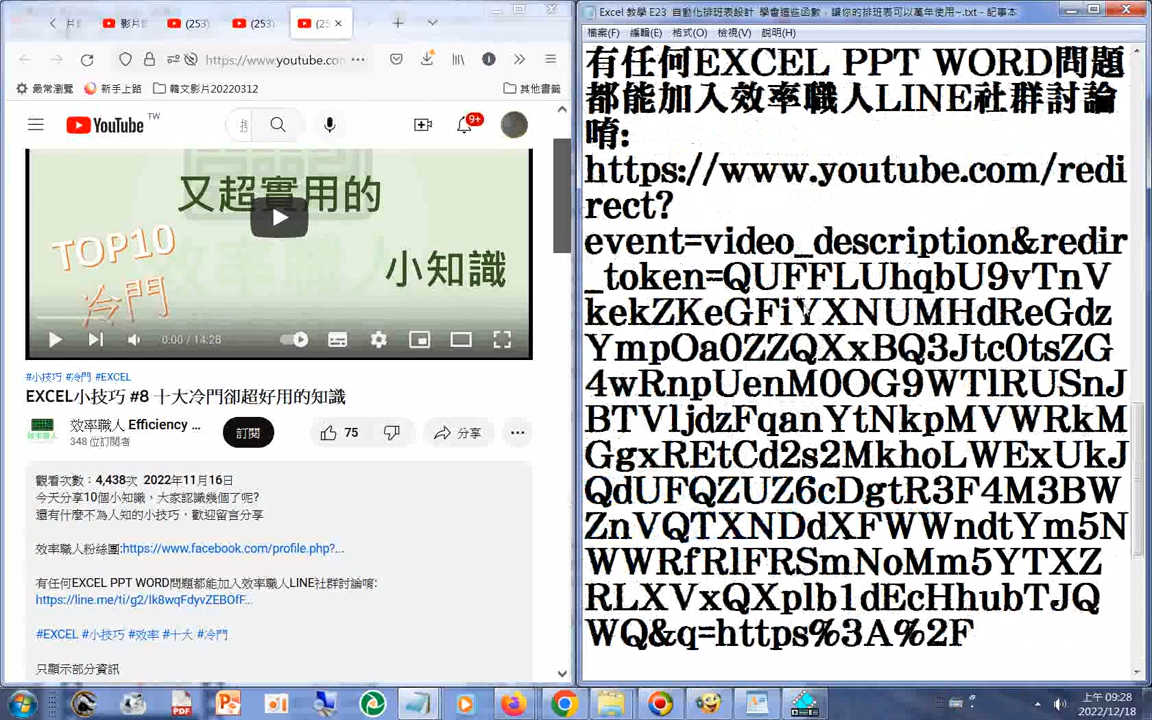 影片
(253)
(253)
(25
https://www.youtube.con
最常瀏覽
新手上路
韓文影片20220312
其他書籤
YouTube TW
9+
又超實用的
TOP10
冷門
小知識
0:00 / 14:28
#小技巧 #冷門 #EXCEL
EXCEL小技巧 #8 十大冷門卻超好用的知識
效率職人 Efficiency ...
348 位訂閱者
訂閱
75
分享
觀看次數：4,438次 2022年11月16日
今天分享10個小知識，大家認識幾個了呢?
還有什麼不為人知的小技巧，歡迎留言分享
效率職人粉絲團:https://www.facebook.com/profile.php?...
有任何EXCEL PPT WORD問題都能加入效率職人LINE社群討論唷:
https://line.me/ti/g2/lk8wqFdyvZEBOfF...
#EXCEL #小技巧 #效率 #十大 #冷門
只顯示部分資訊
Excel 教學 E23 自動化排班表設計 學會這些函數，讓你的排班表可以萬年使用~.txt - 記事本
檔案(F) 編輯(E) 格式(O) 檢視(V) 說明(H)
有任何EXCEL PPT WORD問題
都能加入效率職人LINE社群討論
唷:
https://www.youtube.com/redi
rect?
event=video_description&redir
_token=QUFFLUhqbU9vTnV
kekZKeGFiYXNUMHdReGdz
YmpOa0ZZQXxBQ3Jtc0tsZG
4wRnpUenM0OG9WTlRUSnJ
BTVljdzFqanYtNkpMVWRkM
GgxREtCd2s2MkhoLWExUkJ
QdUFQZUZ6cDgtR3F4M3BW
ZnVQTXNDdXFWWndtYm5N
WWRfRlFRSmNoMm5YTXZ
RLXVxQXplb1dEcHhubTJQ
WQ&q=https%3A%2F
上午 09:28
2022/12/18